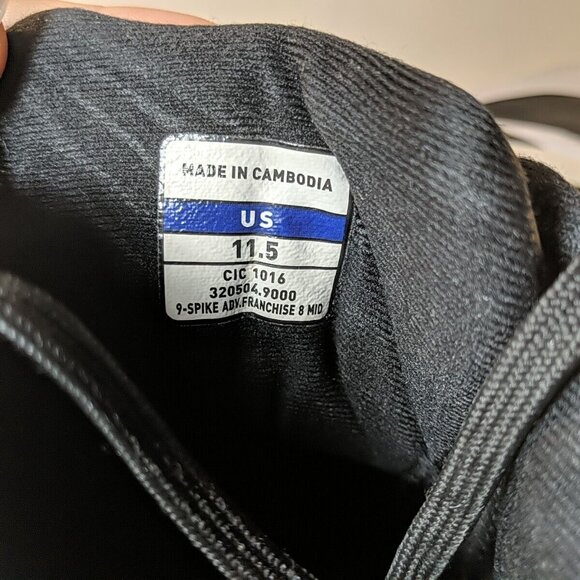 MADE IN CAMBODIA
US
11.5
CIC 1016
320504.9000
9-SPIKE ADV.FRANCHISE 8 MID